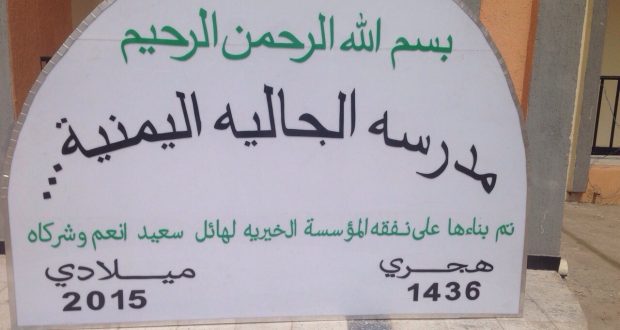 بسم الله الرحمن الرحيم
مدرسه الجاليه اليمنية...
تم بناءها على نفقه المؤسسة الخيريه لهائل سعيد انعم وشركاه
هجري ميلادي
1436 2015